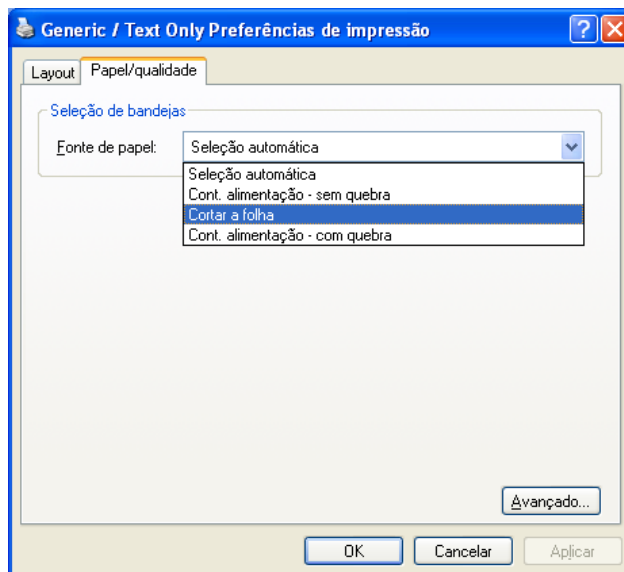 Generic / Text Only Preferências de impressão
Layout Papel/qualidade
Seleção de bandejas
Fonte de papel: Seleção automática
Seleção automática
Cont. alimentação - sem quebra
Cortar a folha
Cont. alimentação - com quebra
Avançado...
OK Cancelar Aplicar